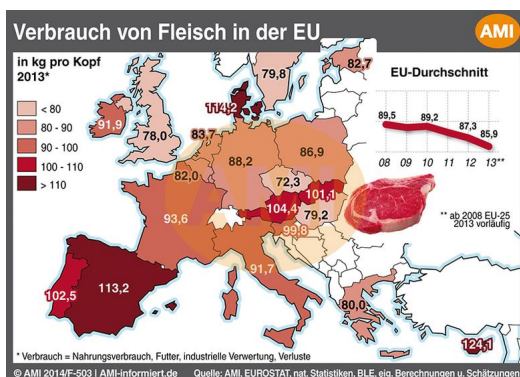 Verbrauch von Fleisch in der EU
AMI
in kg pro Kopf
2013*
< 80
80 - 90
90 - 100
100 - 110
> 110
79,8
82,7
114,2
91,9
78,0
83,7
82,0
88,2
86,9
72,3
101,1
104,4
79,2
99,8
93,6
91,7
102,5
113,2
80,0
124,1
EU-Durchschnitt
89,5
89,2
87,3
85,9
08 09 10 11 12 13**
** ab 2008 EU-25
2013 vorläufig
AMI
* Verbrauch = Nahrungsverbrauch, Futter, industrielle Verwertung, Verluste
© AMI 2014/F-503 | AMI-informiert.de Quelle: AMI, EUROSTAT, nat. Statistiken, BLE, eig. Berechnungen u. Schätzungen